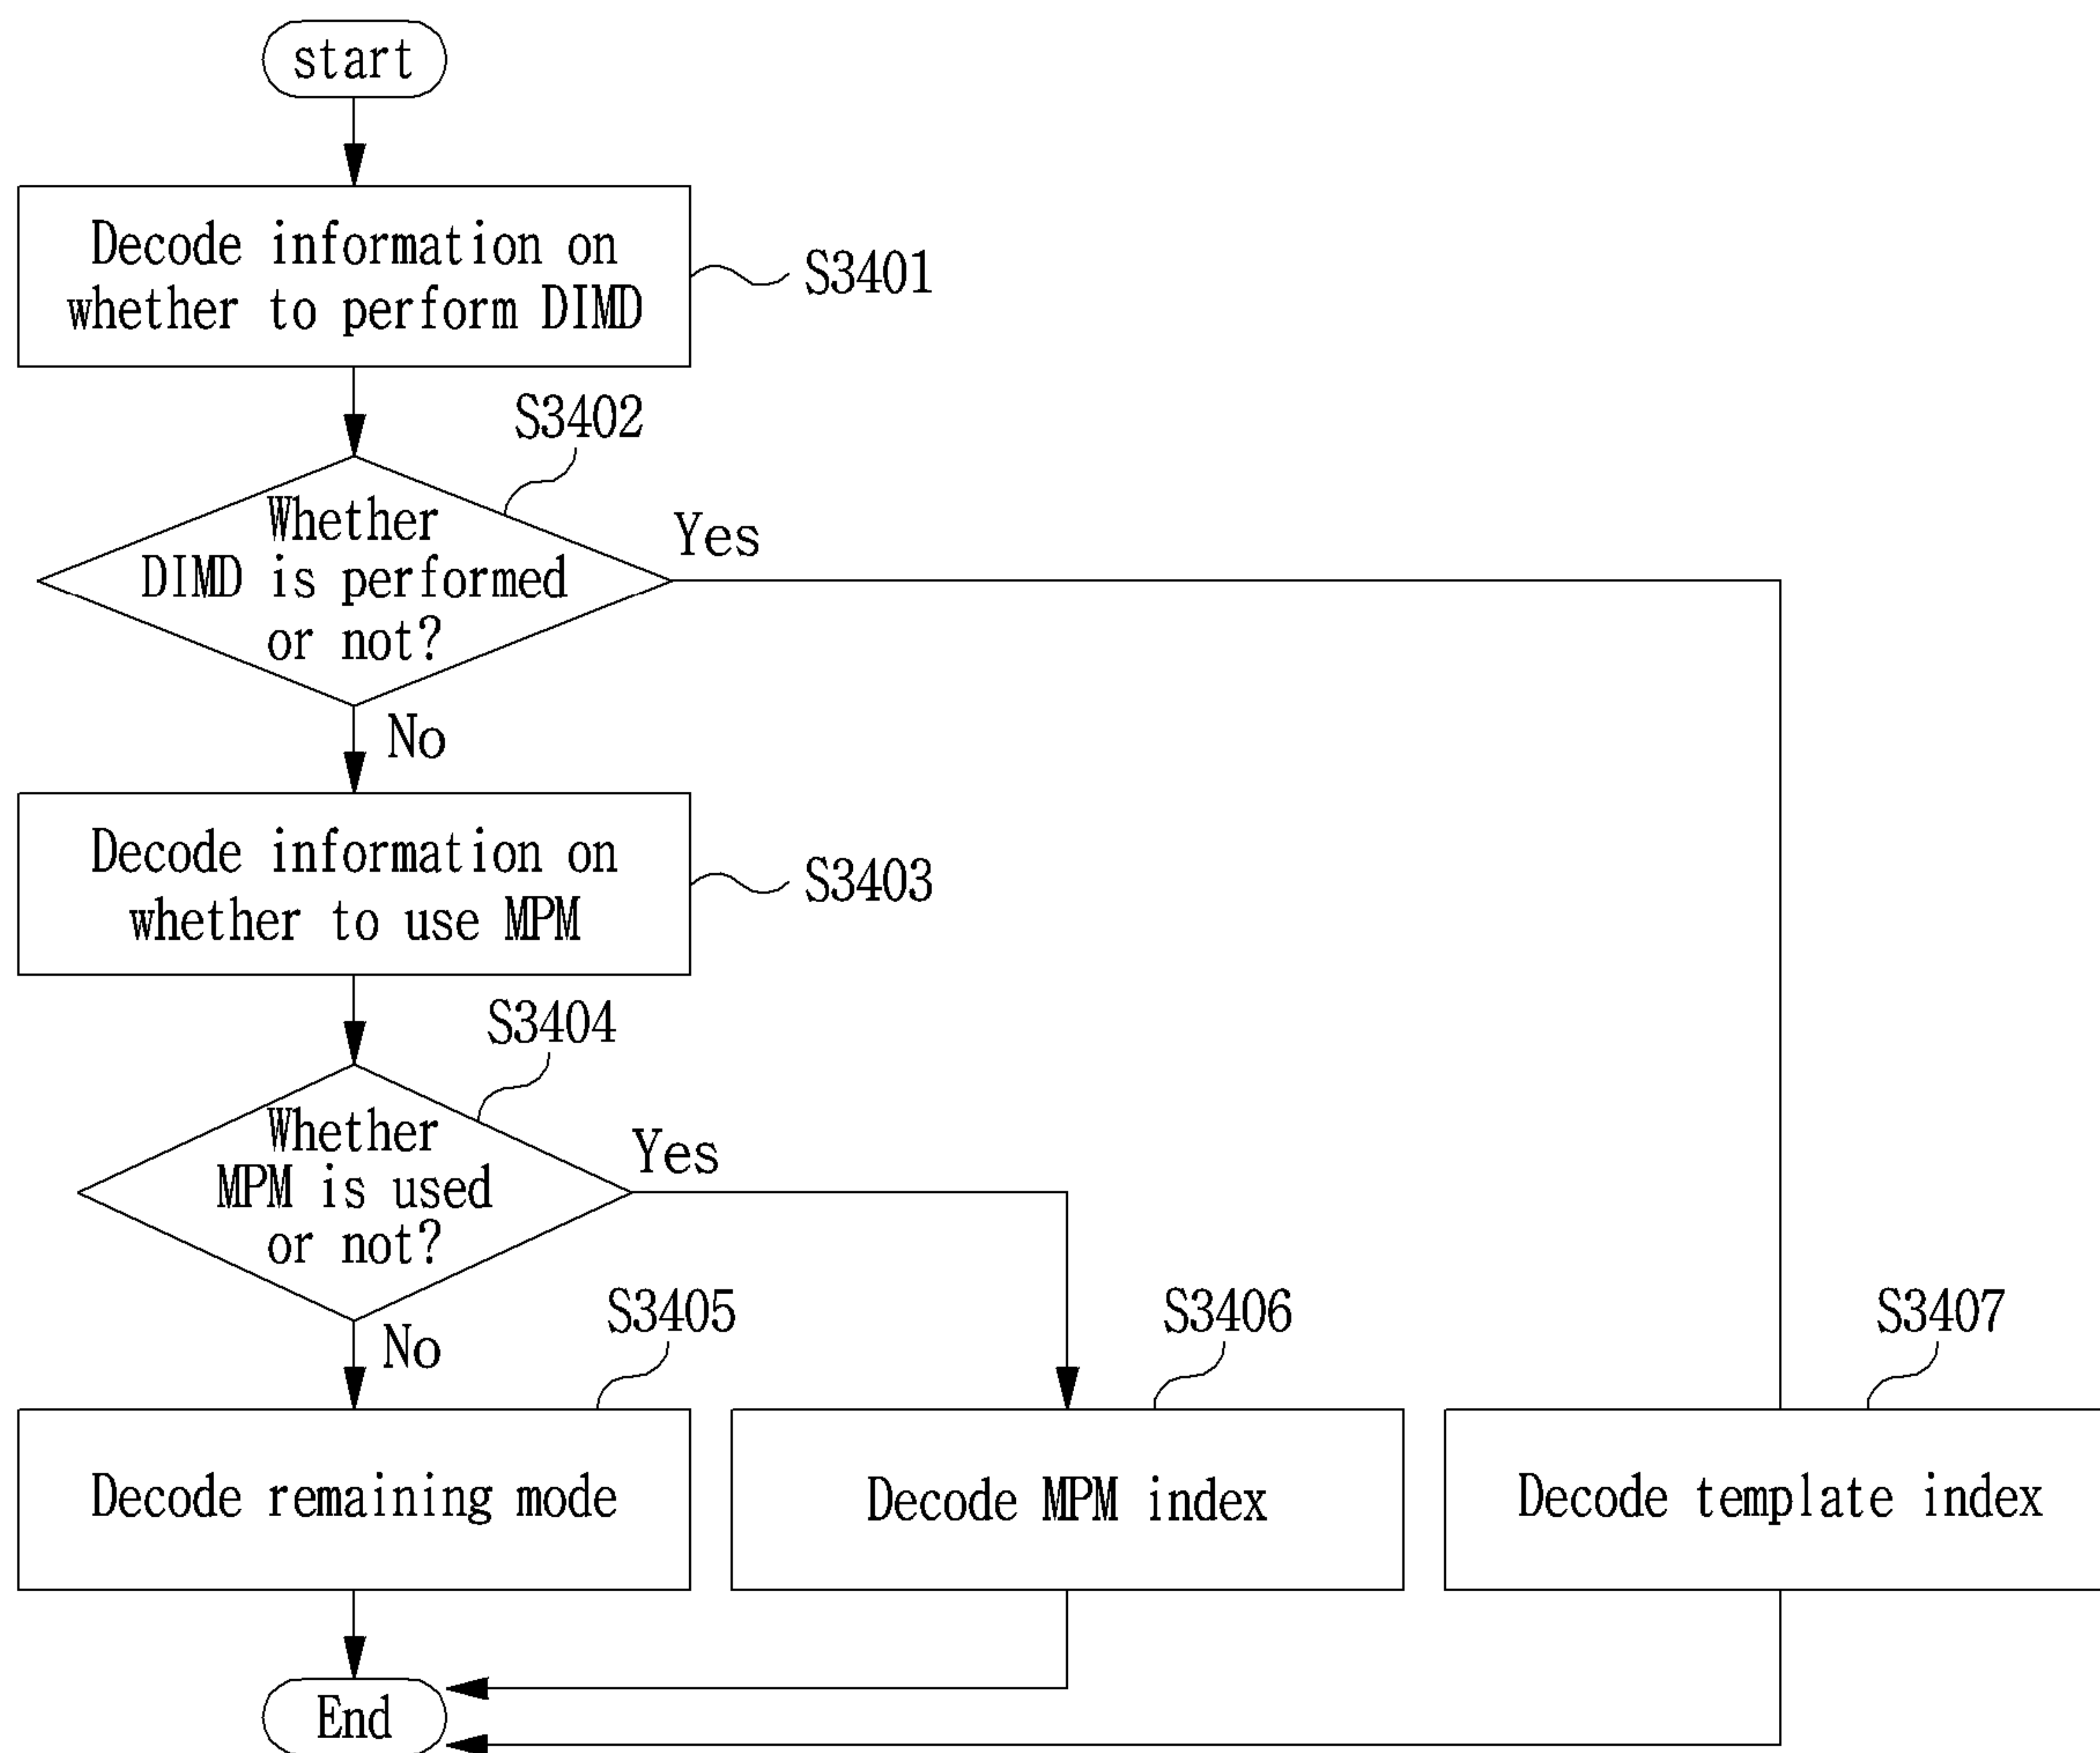 start
Decode information on
whether to perform DIMD
S3401
S3402
Whether
DIMD is performed
or not?
Yes
No
Decode information on
whether to use MPM
S3403
S3404
Whether
MPM is used
or not?
Yes
No
S3405
S3406
S3407
Decode remaining mode
Decode MPM index
Decode template index
End